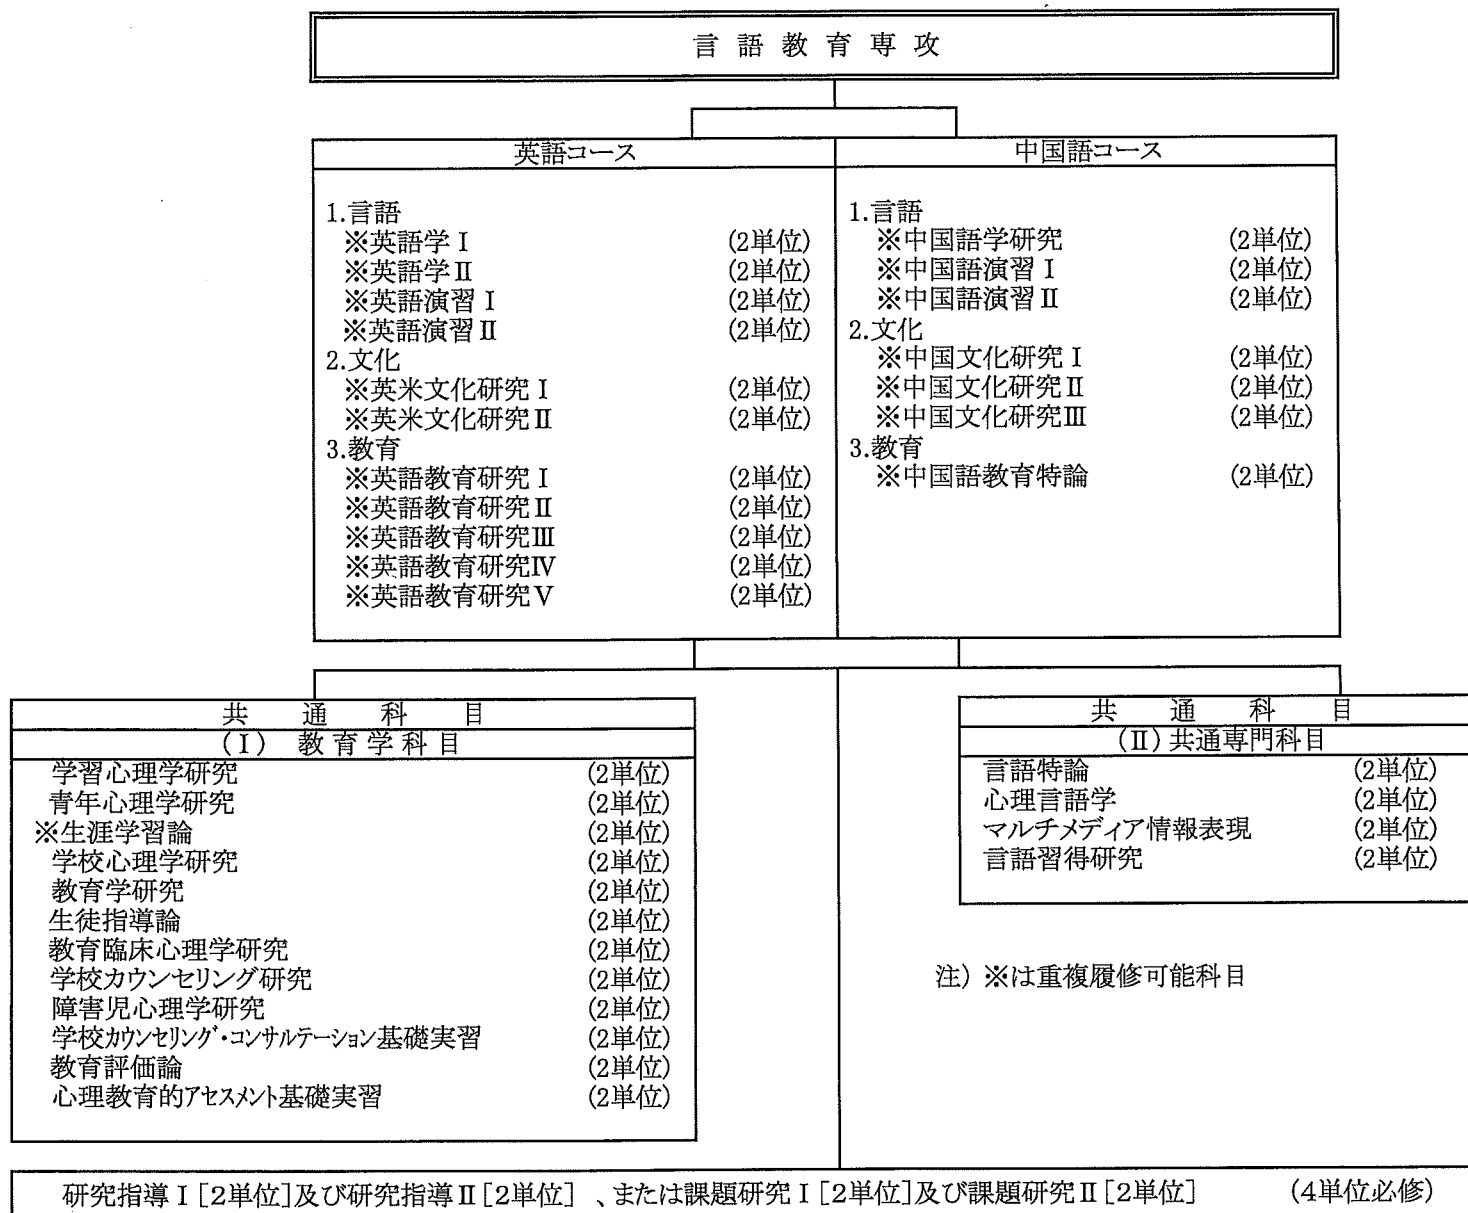 言語教育専攻
英語コース
1.言語
※英語学Ⅰ (2単位)
※英語学Ⅱ (2単位)
※英語演習Ⅰ (2単位)
※英語演習Ⅱ (2単位)
2.文化
※英米文化研究Ⅰ (2単位)
※英米文化研究Ⅱ (2単位)
3.教育
※英語教育研究Ⅰ (2単位)
※英語教育研究Ⅱ (2単位)
※英語教育研究Ⅲ (2単位)
※英語教育研究Ⅳ (2単位)
※英語教育研究Ⅴ (2単位)
中国語コース
1.言語
※中国語学研究 (2単位)
※中国語演習Ⅰ (2単位)
※中国語演習Ⅱ (2単位)
2.文化
※中国文化研究Ⅰ (2単位)
※中国文化研究Ⅱ (2単位)
※中国文化研究Ⅲ (2単位)
3.教育
※中国語教育特論 (2単位)
共通科目
(Ⅰ) 教育学科目
学習心理学研究 (2単位)
青年心理学研究 (2単位)
※生涯学習論 (2単位)
学校心理学研究 (2単位)
教育学研究 (2単位)
生徒指導論 (2単位)
教育臨床心理学研究 (2単位)
学校カウンセリング研究 (2単位)
障害児心理学研究 (2単位)
学校カウンセリング・コンサルテーション基礎実習 (2単位)
教育評価論 (2単位)
心理教育的アセスメント基礎実習 (2単位)
共通科目
(Ⅱ)共通専門科目
言語特論 (2単位)
心理言語学 (2単位)
マルチメディア情報表現 (2単位)
言語習得研究 (2単位)
注) ※は重複履修可能科目
研究指導Ⅰ[2単位]及び研究指導Ⅱ[2単位] 、または課題研究Ⅰ[2単位]及び課題研究Ⅱ[2単位] (4単位必修)